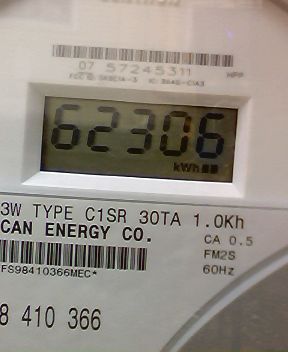 07 57245311
HPP
62306
kWh
3W TYPE C1SR 30TA 1.0Kh
CAN ENERGY CO.
CA 0.5
FM2S
60Hz
FS98410366MEC*
8 410 366